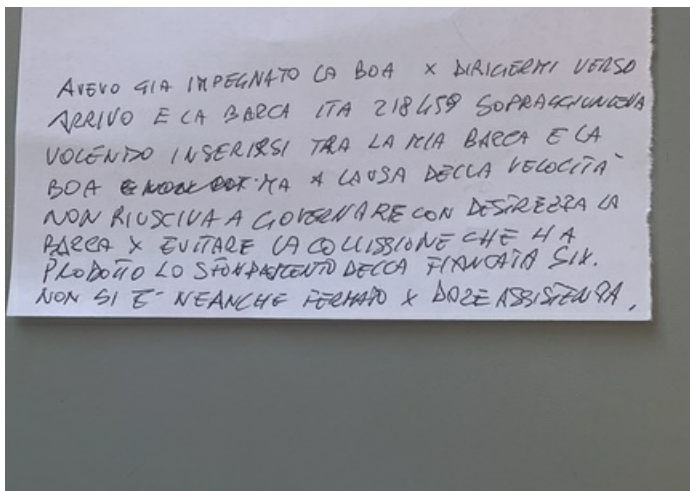 AVEVO GIA IMPEGNATO LA BOA X DIRIGERMI VERSO
ARRIVO E LA BARCA ITA 218459 SOPRAGGIUNGEVA
VOLENDO INSERIRSI TRA LA MIA BARCA E LA
BOA MA A CAUSA DELLA VELOCITA'
NON RIUSCIVA A GOVERNARE CON DESTREZZA LA
BARCA X EVITARE LA COLLISSIONE CHE HA
PRODOTTO LO SFONDAMENTO DELLA FIANCATA SIX.
NON SI E' NEANCHE FERMATO X DARE ASSISTENZA.